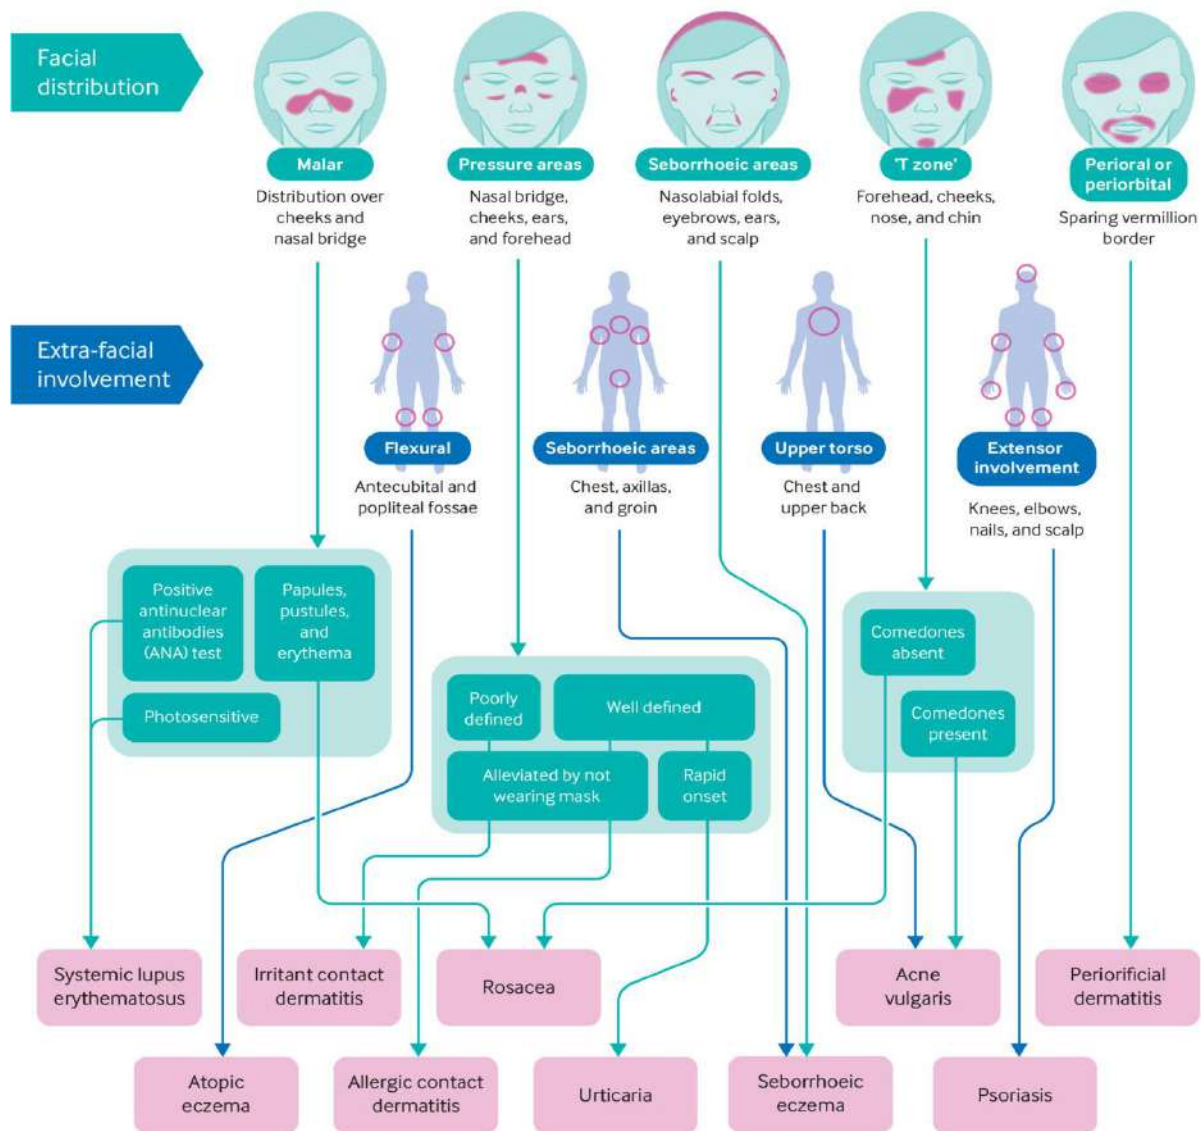 Facial
distribution
Malar
Distribution over
cheeks and
nasal bridge
Pressure areas
Nasal bridge,
cheeks, ears,
and forehead
Seborrhoeic areas
Nasolabial folds,
eyebrows, ears,
and scalp
'T zone'
Forehead, cheeks,
nose, and chin
Perioral or
periorbital
Sparing vermillion
border
Extra-facial
involvement
Flexural
Antecubital and
popliteal fossae
Seborrhoeic areas
Chest, axillas,
and groin
Upper torso
Chest and
upper back
Extensor
involvement
Knees, elbows,
nails, and scalp
Positive
antinuclear
antibodies
(ANA) test
Papules,
pustules,
and
erythema
Photosensitive
Poorly
defined
Well defined
Alleviated by not
wearing mask
Rapid
onset
Comedones
absent
Comedones
present
Systemic lupus
erythematosus
Irritant contact
dermatitis
Rosacea
Acne
vulgaris
Periorificial
dermatitis
Atopic
eczema
Allergic contact
dermatitis
Urticaria
Seborrhoeic
eczema
Psoriasis